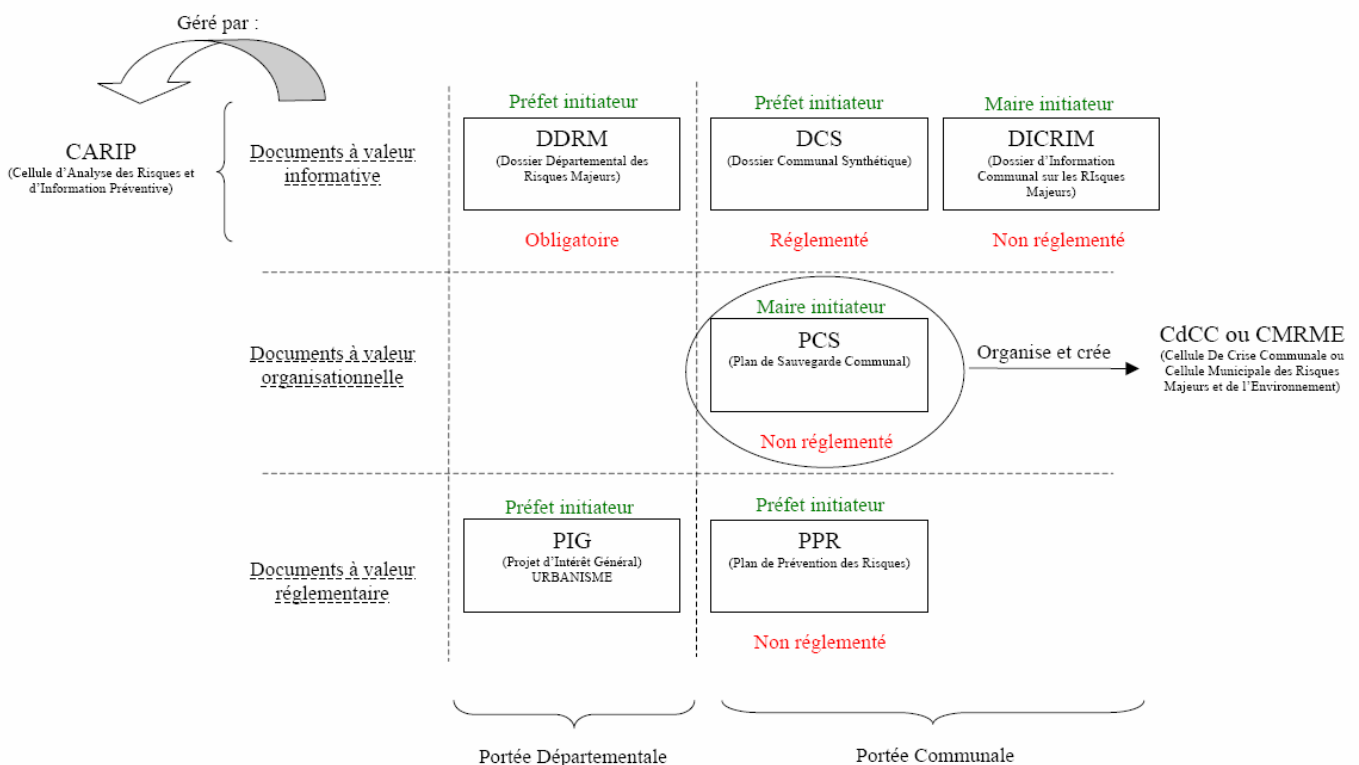 Géré par :
Préfet initiateur
Préfet initiateur
Maire initiateur
CARIP
(Cellule d'Analyse des Risques et
d'Information Préventive)
Documents à valeur
informative
DDRM
(Dossier Départemental des
Risques Majeurs)
DCS
(Dossier Communal Synthétique)
DICRIM
(Dossier d'Information
Communal sur les RIsques
Majeurs)
Obligatoire
Réglementé
Non réglementé
Documents à valeur
organisationnelle
Maire initiateur
PCS
(Plan de Sauvegarde Communal)
Non réglementé
Organise et crée
CdCC ou CMRME
(Cellule De Crise Communale ou
Cellule Municipale des Risques
Majeurs et de l'Environnement)
Documents à valeur
réglementaire
Préfet initiateur
PIG
(Projet d'Intérêt Général)
URBANISME
Préfet initiateur
PPR
(Plan de Prévention des Risques)
Non réglementé
Portée Départementale
Portée Communale